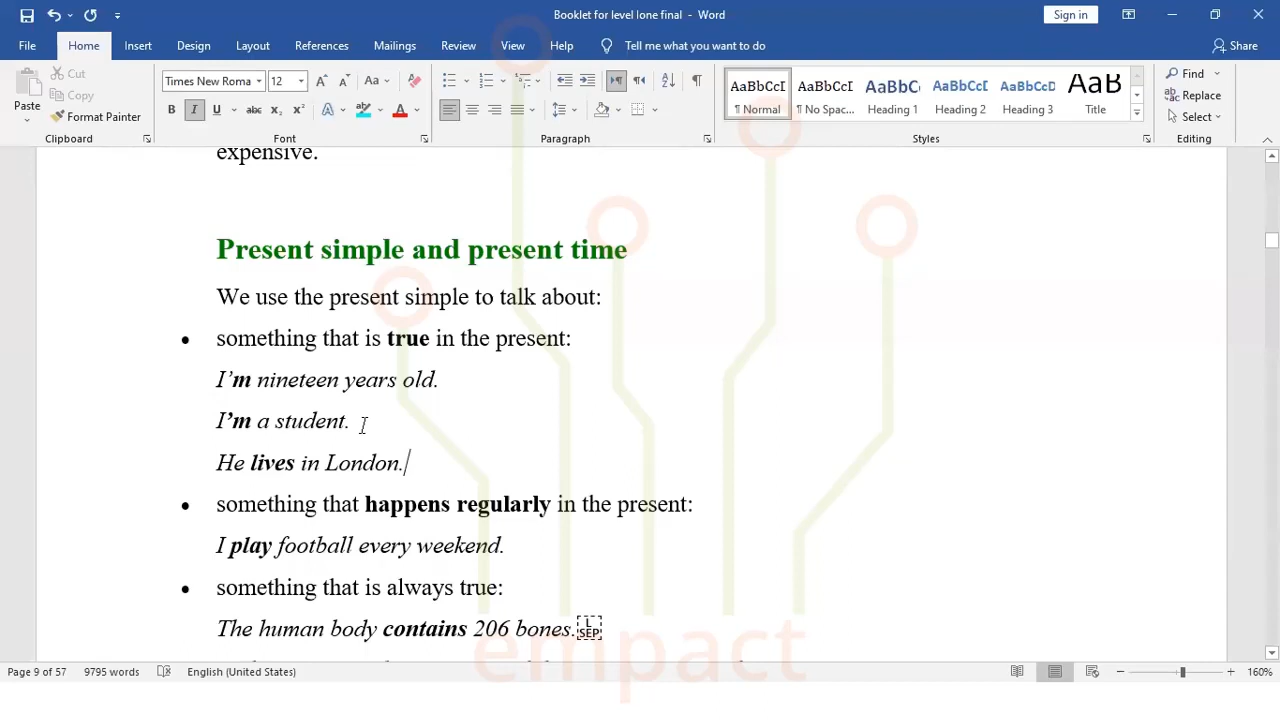 Booklet for level lone final - Word
Sign in
File Home Insert Design Layout References Mailings Review View Help Tell me what you want to do Share
Paste Cut Copy Format Painter
Clipboard
Times New Roma 12
Font
Paragraph
AaBbCcI AaBbCcI AaBbC AaBbCcD AaBbCcD AaB
¶ Normal ¶ No Spac... Heading 1 Heading 2 Heading 3 Title
Styles
Find
Replace
Select
Editing
expensive.
Present simple and present time
We use the present simple to talk about:
• something that is true in the present:
I’m nineteen years old.
I’m a student.
He lives in London.
• something that happens regularly in the present:
I play football every weekend.
• something that is always true:
The human body contains 206 bones.
L SEP
empact
Page 9 of 57 9795 words English (United States) 160%